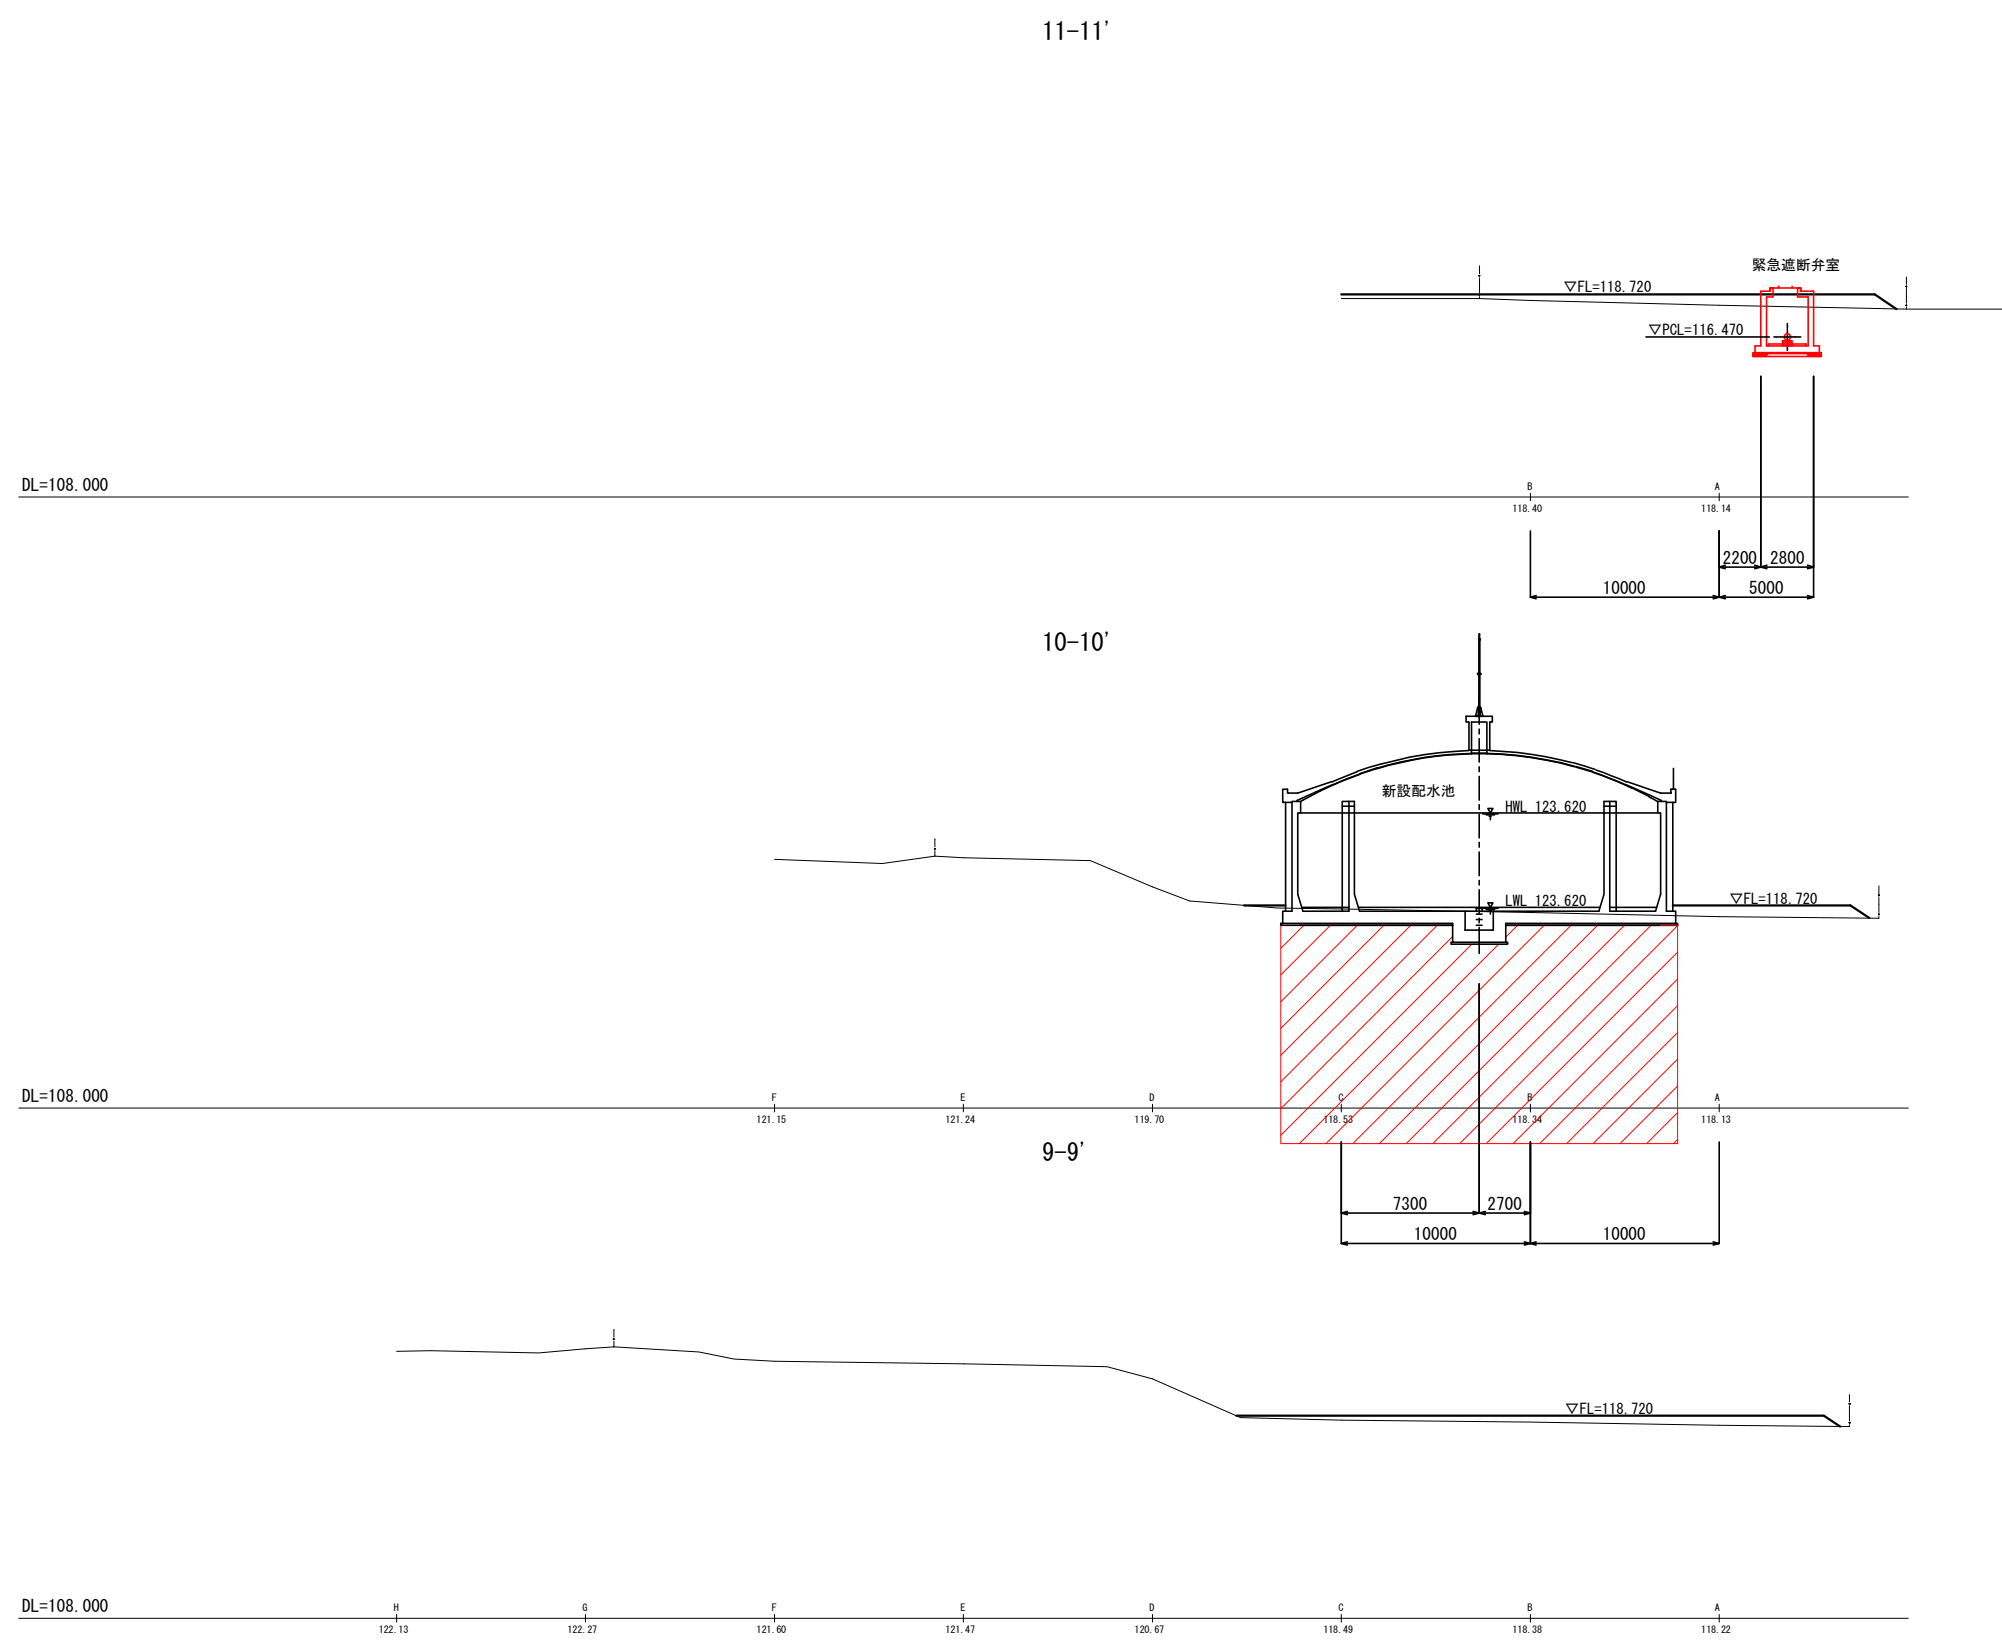 11-11'
緊急遮断弁室
▽FL=118.720
▽PCL=116.470
DL=108.000
B A
118.40 118.14
2200 2800
10000 5000
10-10'
新設配水池
HWL 123.620
LWL 123.620
▽FL=118.720
DL=108.000
F E D C B A
121.15 121.24 119.70 118.53 118.34 118.13
9-9'
7300 2700
10000 10000
▽FL=118.720
DL=108.000
H G F E D C B A
122.13 122.27 121.60 121.47 120.67 118.49 118.38 118.22